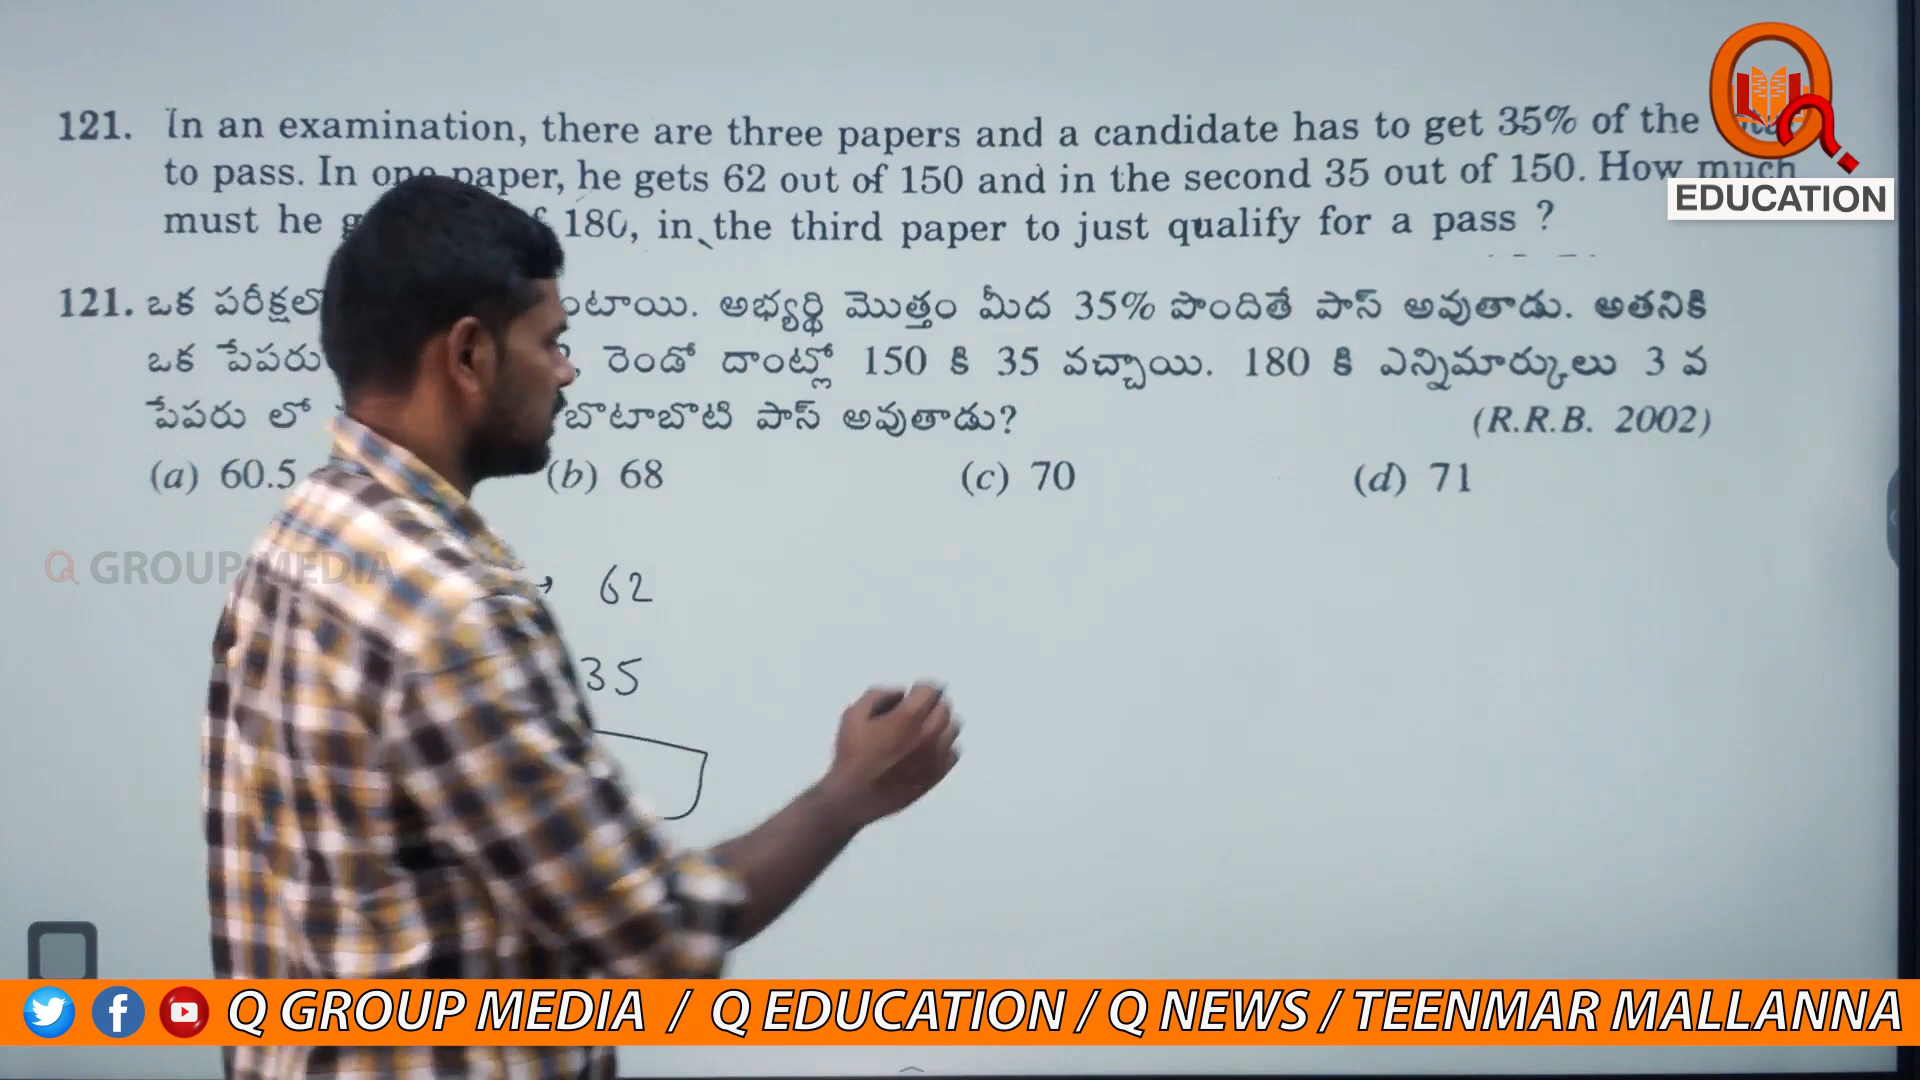 121. In an examination, there are three papers and a candidate has to get 35% of the
to pass. In one paper, he gets 62 out of 150 and in the second 35 out of 150. How much
must he 180, in the third paper to just qualify for a pass ?
121. ఒక పరీక్షలో అభ్యర్థి మొత్తం మీద 35% పొందితే పాస్ అవుతాడు. అతనికి
ఒక పేపరు రెండో దాంట్లో 150 కి 35 వచ్చాయి. 180 కి ఎన్నిమార్కులు 3 వ
పేపరు లో బొటాబొటి పాస్ అవుతాడు? (R.R.B. 2002)
(a) 60.5 (b) 68 (c) 70 (d) 71
→ 62
35
Q GROUP MEDIA
EDUCATION
Q GROUP MEDIA / Q EDUCATION / Q NEWS / TEENMAR MALLANNA